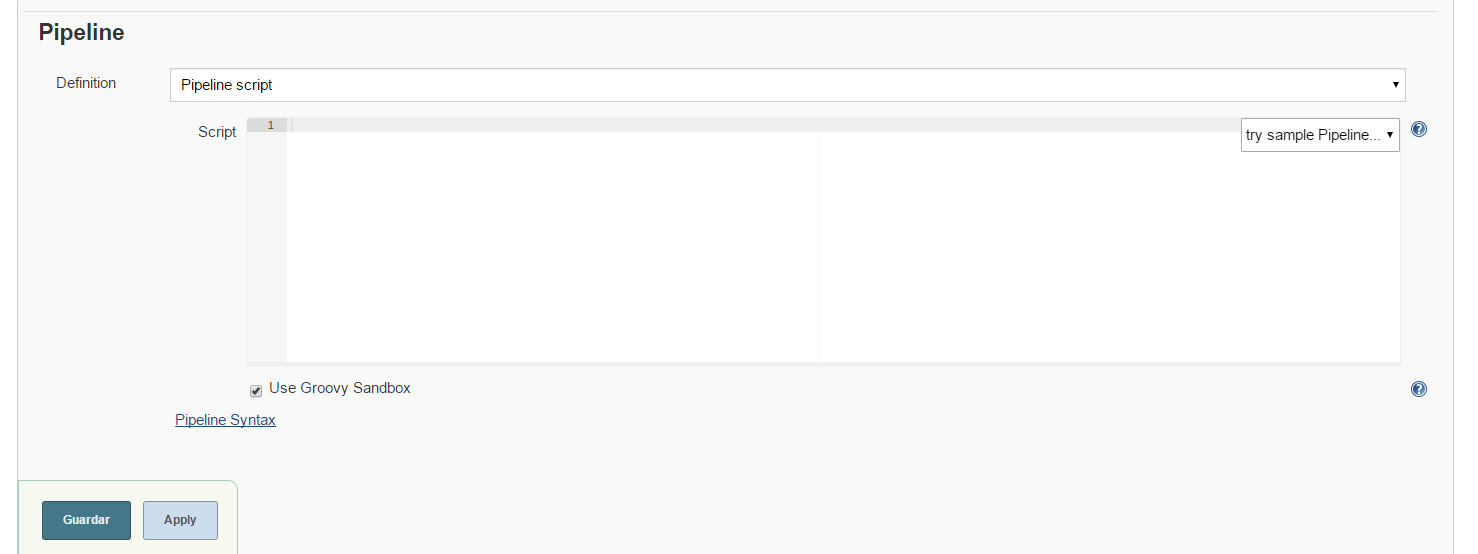 Pipeline
Definition
Pipeline script
Script
1
try sample Pipeline...
Use Groovy Sandbox
Pipeline Syntax
Guardar
Apply